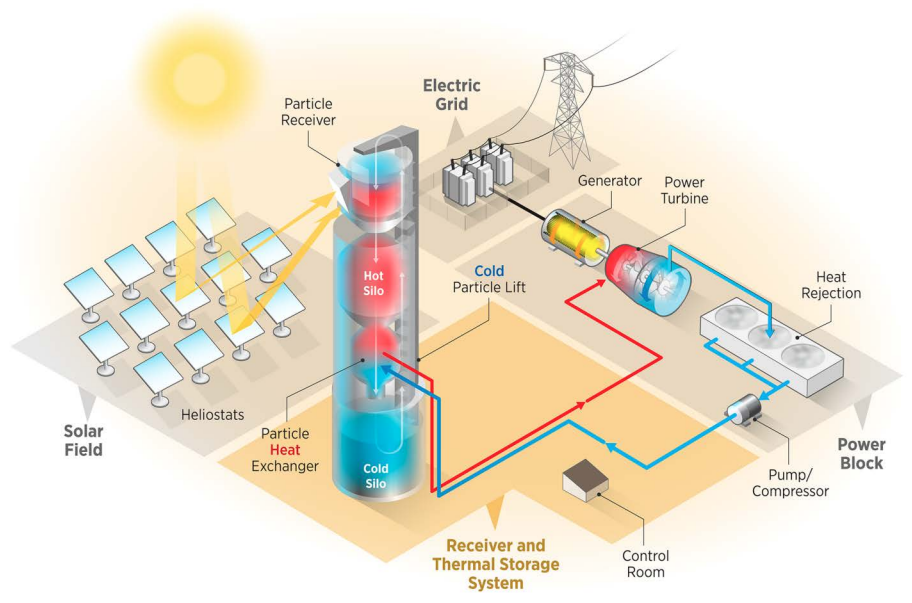 Electric
Grid
Particle
Receiver
Generator
Power
Turbine
Hot
Silo
Cold
Particle Lift
Heat
Rejection
Heliostats
Solar
Field
Particle
Heat
Exchanger
Cold
Silo
Pump/
Compressor
Power
Block
Control
Room
Receiver and
Thermal Storage
System